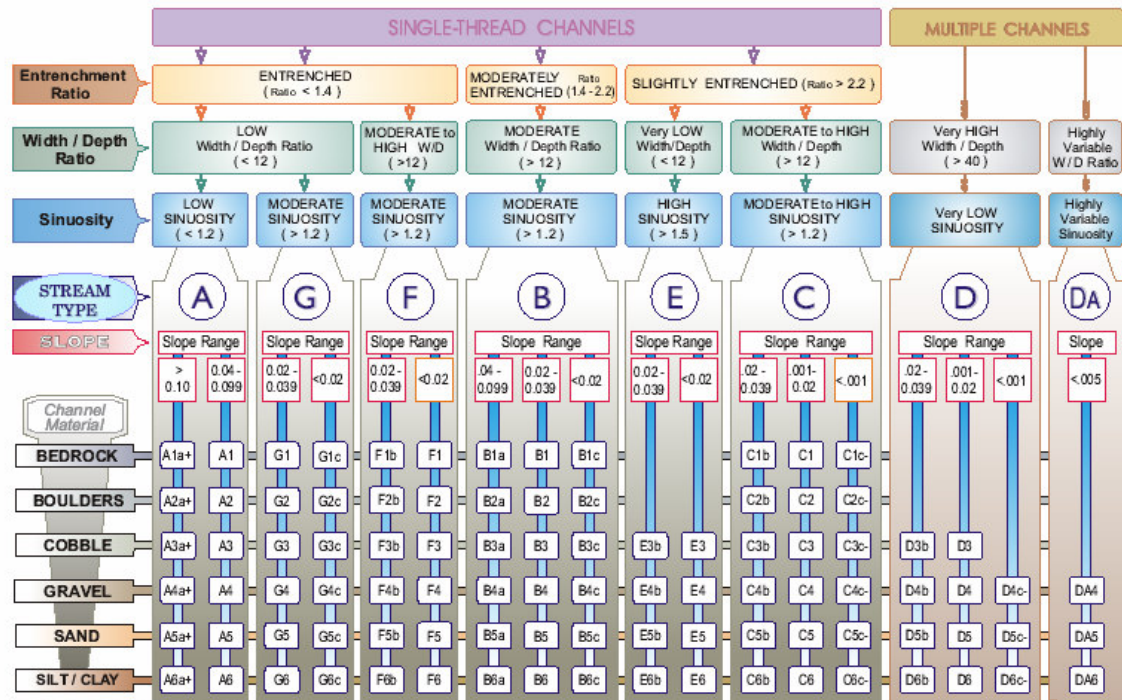 SINGLE-THREAD CHANNELS
MULTIPLE CHANNELS
Entrenchment
Ratio
ENTRENCHED
( Ratio < 1.4 )
MODERATELY Ratio
ENTRENCHED (1.4 - 2.2)
SLIGHTLY ENTRENCHED (Ratio > 2.2 )
Width / Depth
Ratio
LOW
Width / Depth Ratio
( < 12 )
MODERATE to
HIGH W/D
( >12 )
MODERATE
Width / Depth Ratio
( > 12 )
Very LOW
Width/Depth
( <12 )
MODERATE to HIGH
Width / Depth
( > 12 )
Very HIGH
Width / Depth
( > 40 )
Highly
Variable
W / D Ratio
Sinuosity
LOW
SINUOSITY
( < 1.2 )
MODERATE
SINUOSITY
( > 1.2 )
MODERATE
SINUOSITY
( > 1.2 )
MODERATE
SINUOSITY
( > 1.2 )
HIGH
SINUOSITY
( > 1.5 )
MODERATE to HIGH
SINUOSITY
( > 1.2 )
Very LOW
SINUOSITY
Highly
Variable
Sinuosity
STREAM
TYPE
A G F B E C D DA
SLOPE
Slope Range Slope Range Slope Range Slope Range Slope Range Slope Range Slope Range Slope
>
0.10
0.04 -
0.099
0.02 -
0.039
<0.02
0.02 -
0.039
<0.02
.04 -
0.099
0.02 -
0.039
<0.02
0.02 -
0.039
<0.02
.02 -
0.039
.001-
0.02
<.001
.02 -
0.039
.001-
0.02
<.001
<.005
Channel
Material
BEDROCK A1a+ A1 G1 G1c F1b F1 B1a B1 B1c C1b C1 C1c-
BOULDERS A2a+ A2 G2 G2c F2b F2 B2a B2 B2c C2b C2 C2c-
COBBLE A3a+ A3 G3 G3c F3b F3 B3a B3 B3c E3b E3 C3b C3 C3c- D3b D3
GRAVEL A4a+ A4 G4 G4c F4b F4 B4a B4 B4c E4b E4 C4b C4 C4c- D4b D4 D4c- DA4
SAND A5a+ A5 G5 G5c F5b F5 B5a B5 B5c E5b E5 C5b C5 C5c- D5b D5 D5c- DA5
SILT / CLAY A6a+ A6 G6 G6c F6b F6 B6a B6 B6c E6b E6 C6b C6 C6c- D6b D6 D6c- DA6